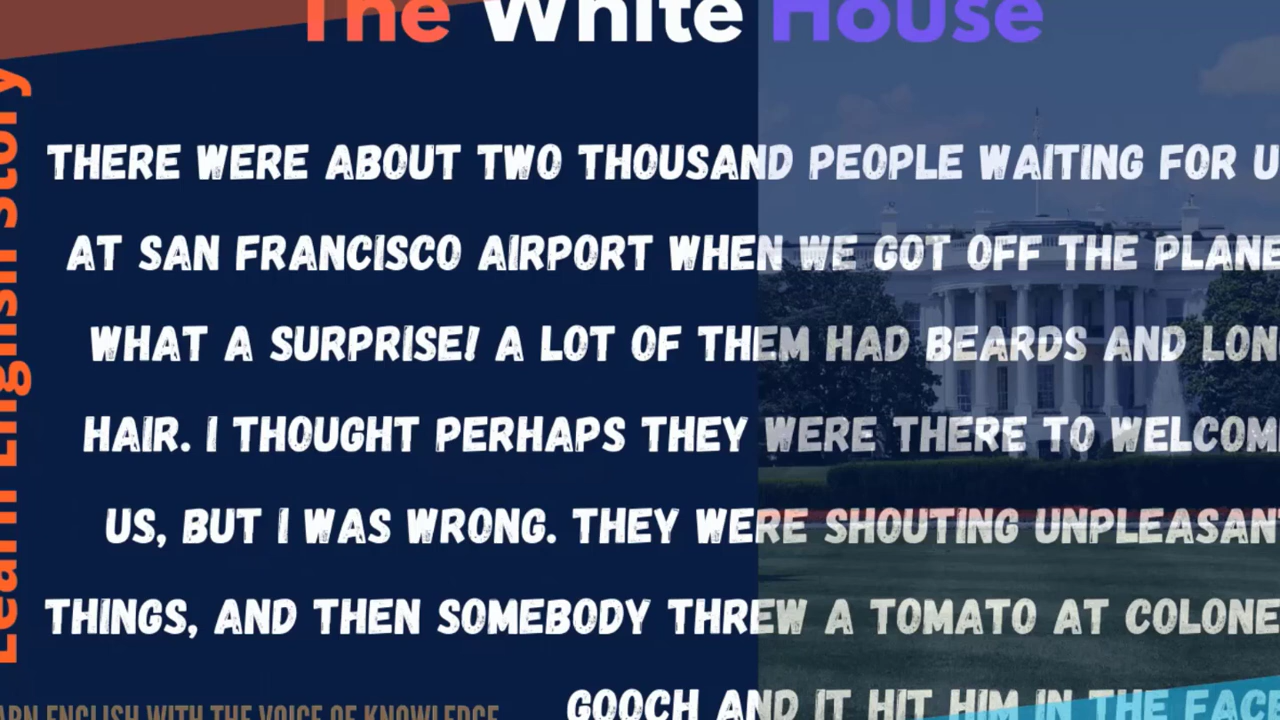 The White House
Learn English Story
THERE WERE ABOUT TWO THOUSAND PEOPLE WAITING FOR U
AT SAN FRANCISCO AIRPORT WHEN WE GOT OFF THE PLANE
WHAT A SURPRISE! A LOT OF THEM HAD BEARDS AND LON
HAIR. I THOUGHT PERHAPS THEY WERE THERE TO WELCOM
US, BUT I WAS WRONG. THEY WERE SHOUTING UNPLEASAN
THINGS, AND THEN SOMEBODY THREW A TOMATO AT COLONE
GOOCH AND IT HIT HIM IN THE FACE
ARN ENGLISH WITH THE VOICE OF KNOWLEDGE